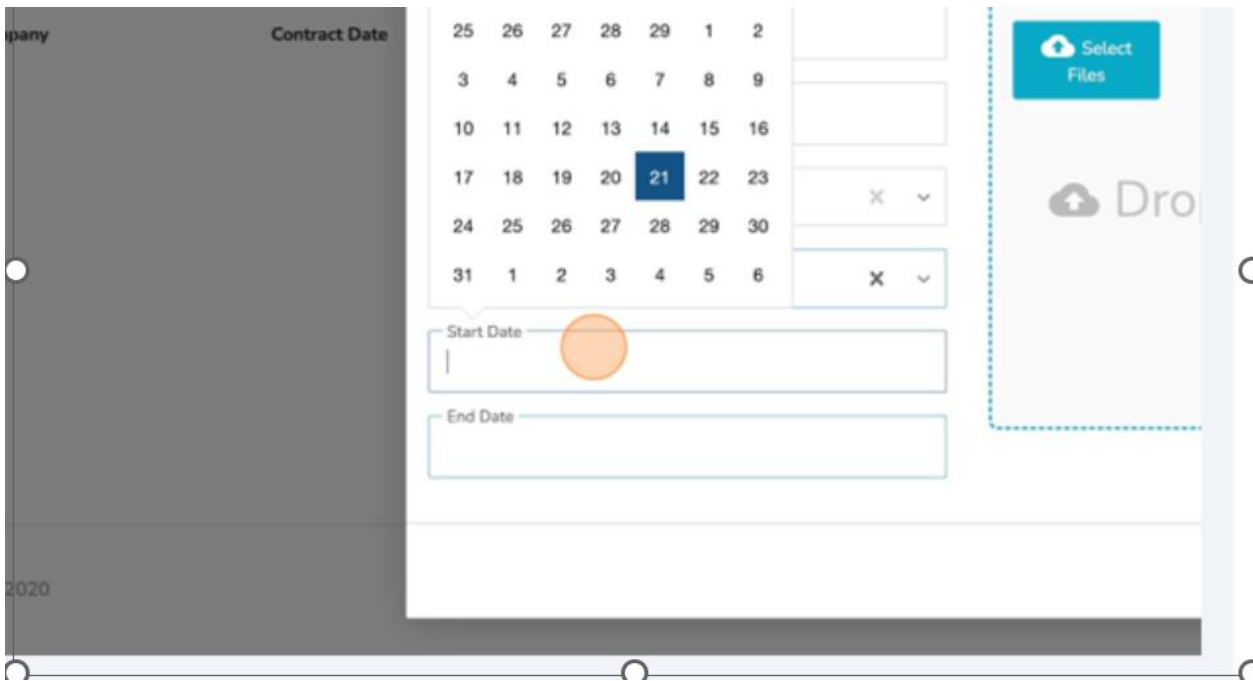 Contract Date
25 26 27 28 29 1 2
3 4 5 6 7 8 9
10 11 12 13 14 15 16
17 18 19 20 21 22 23
24 25 26 27 28 29 30
31 1 2 3 4 5 6
Start Date
End Date
Select
Files
2020